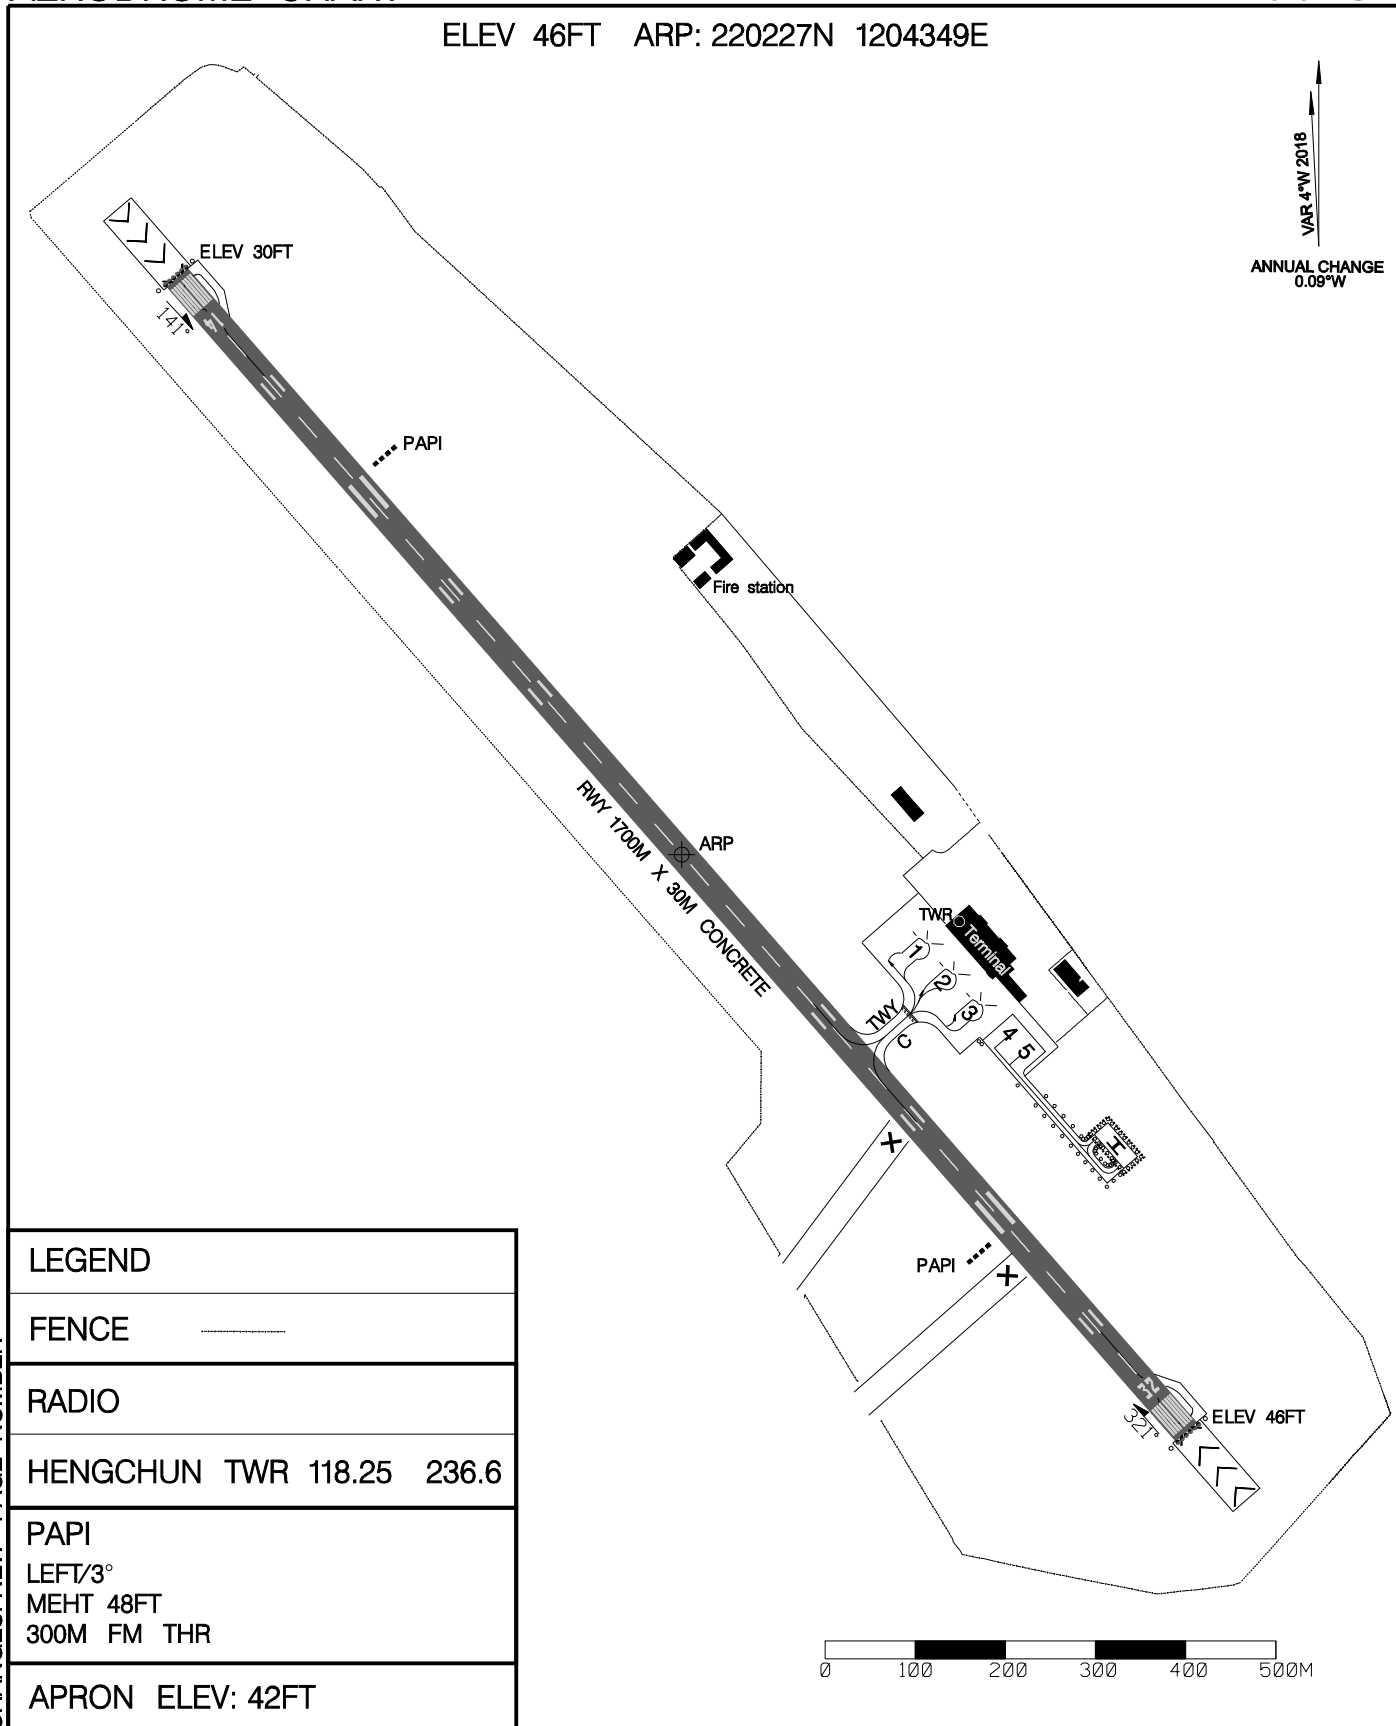 ELEV 46FT ARP: 220227N 1204349E
VAR 4°W 2018
ANNUAL CHANGE
0.09°W
ELEV 30FT
141°
14
PAPI
Fire station
RWY 1700M X 30M CONCRETE
ARP
TWR
Terminal
1
2
3
4
5
TWY
C
H
X
PAPI
X
32
321°
ELEV 46FT
LEGEND
FENCE
RADIO
HENGCHUN TWR 118.25 236.6
PAPI
LEFT/3°
MEHT 48FT
300M FM THR
APRON ELEV: 42FT
0 100 200 300 400 500M